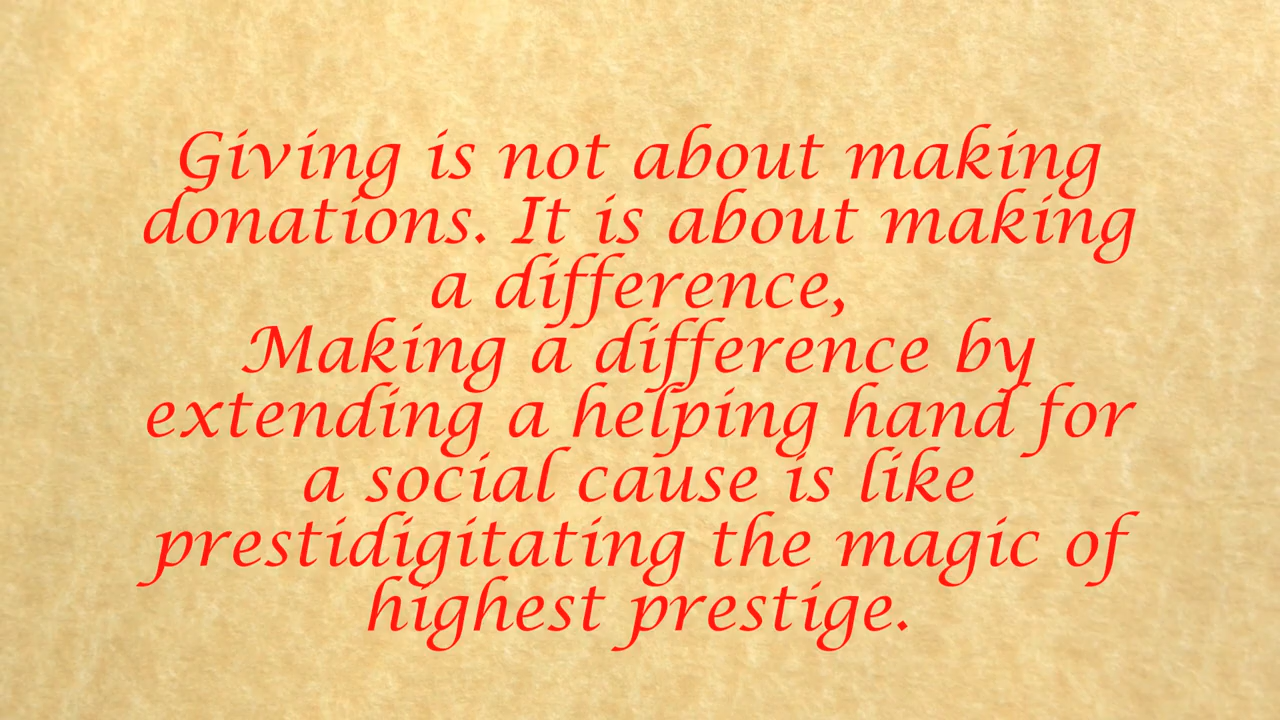 Giving is not about making
donations. It is about making
a difference,
Making a difference by
extending a helping hand for
a social cause is like
prestidigitating the magic of
highest prestige.